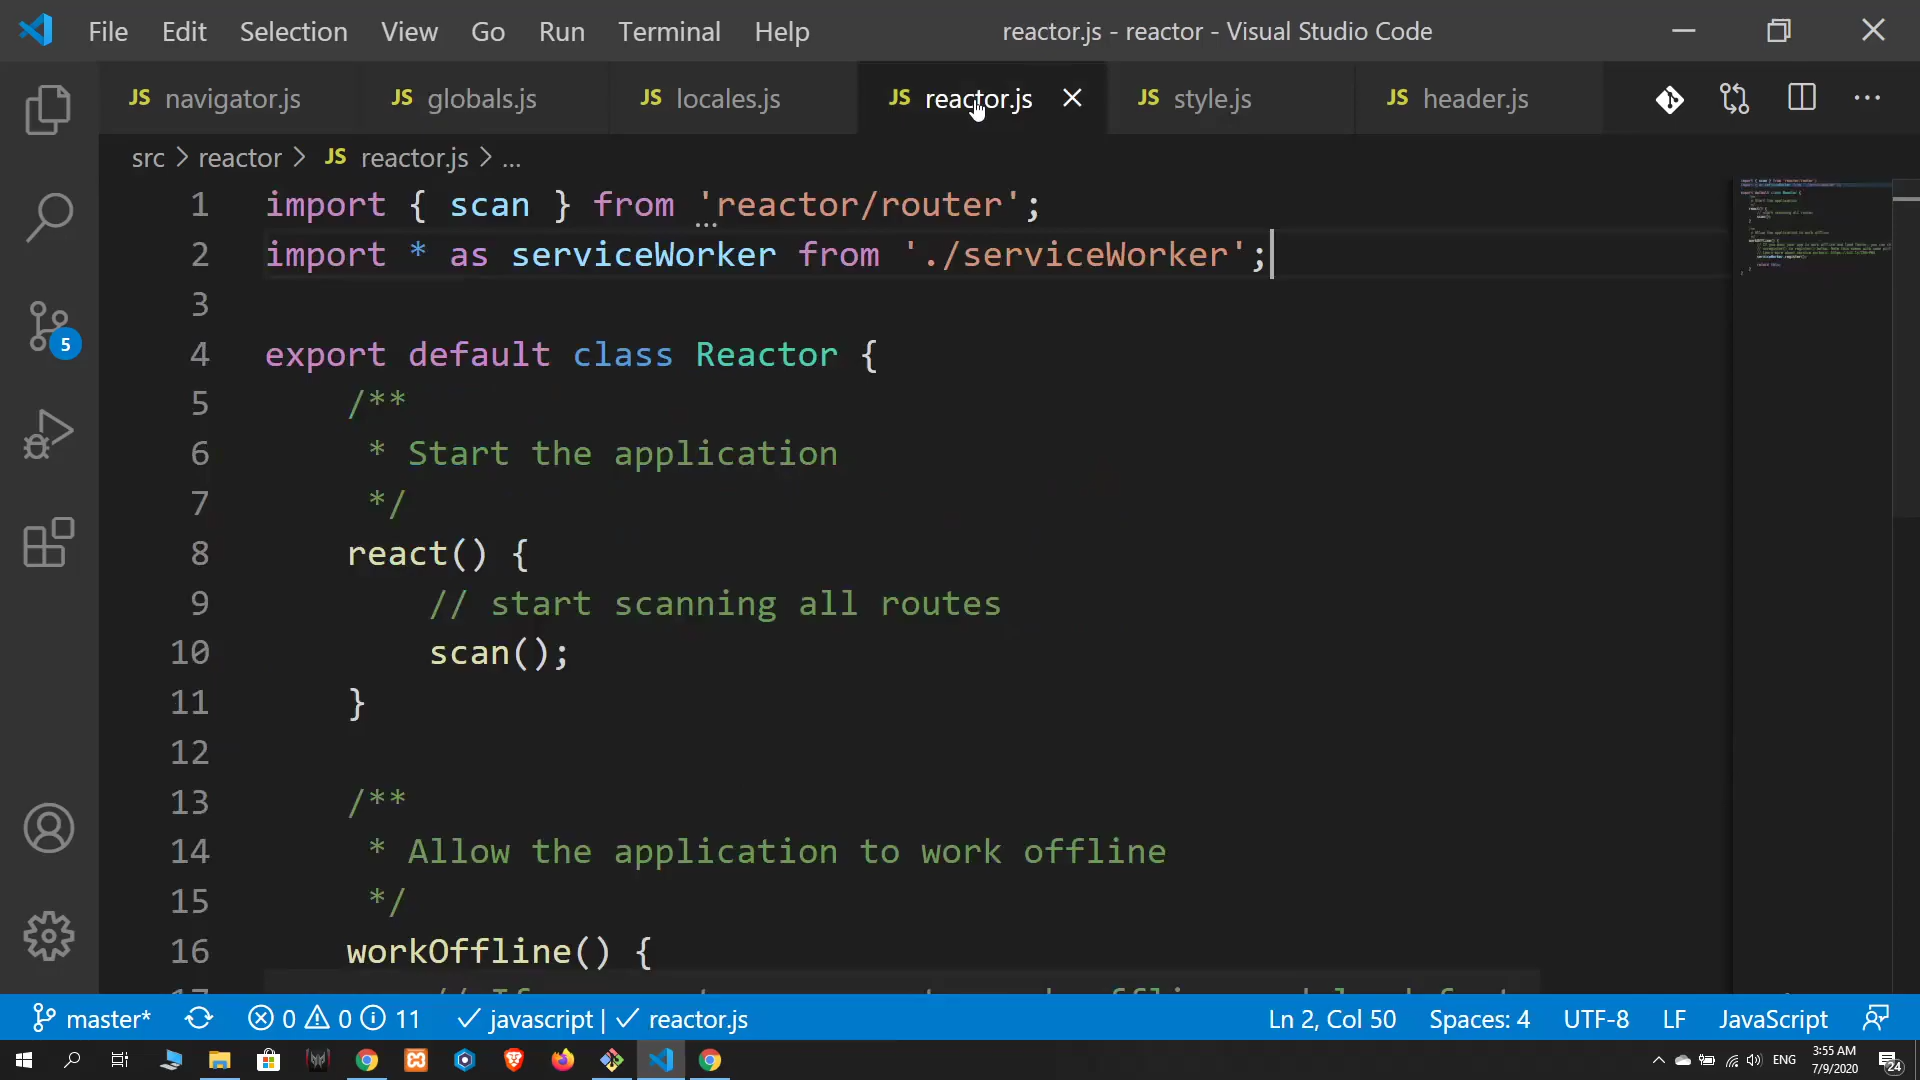 File Edit Selection View Go Run Terminal Help reactor.js - reactor - Visual Studio Code
JS navigator.js JS globals.js JS locales.js JS reactor.js JS style.js JS header.js
src > reactor > JS reactor.js > ...
1 import { scan } from 'reactor/router';
2 import * as serviceWorker from './serviceWorker';
3
4 export default class Reactor {
5 /**
6 * Start the application
7 */
8 react() {
9 // start scanning all routes
10 scan();
11 }
12
13 /**
14 * Allow the application to work offline
15 */
16 workOffline() {
5
master* 0 0 11 javascript | reactor.js Ln 2, Col 50 Spaces: 4 UTF-8 LF JavaScript
ENG 3:55 AM
7/9/2020 24